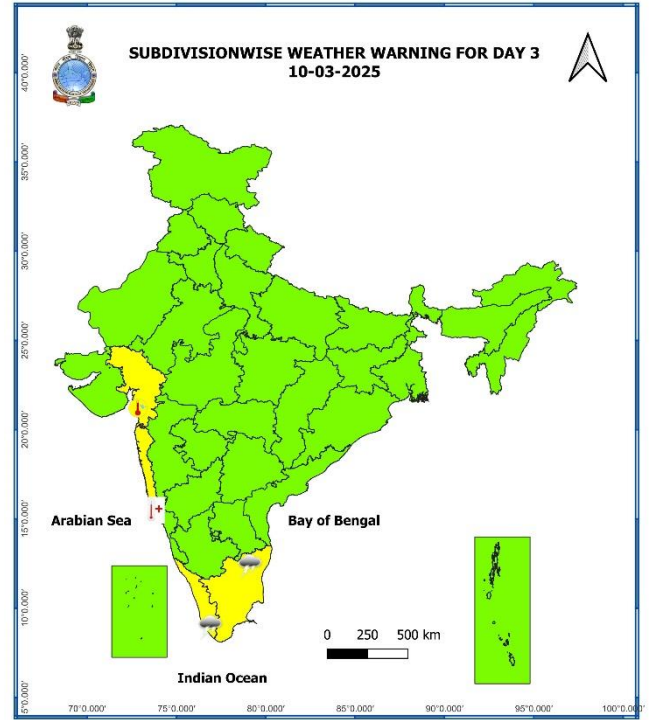 SUBDIVISIONWISE WEATHER WARNING FOR DAY 3
10-03-2025
40°0.000'
35°0.000'
30°0.000'
25°0.000'
20°0.000'
15°0.000'
10°0.000'
5°0.000'
Arabian Sea
Bay of Bengal
0 250 500 km
Indian Ocean
70°0.000' 75°0.000' 80°0.000' 85°0.000' 90°0.000' 95°0.000' 100°0.000'